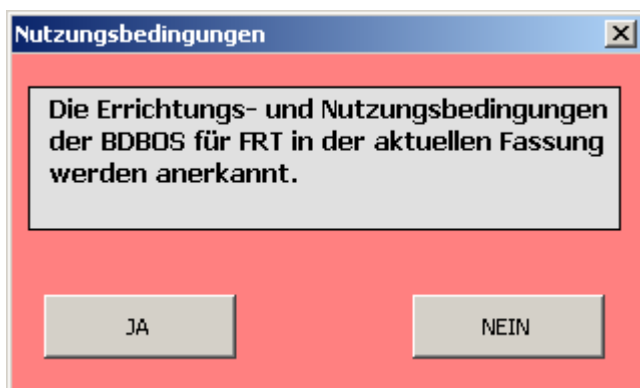 Nutzungsbedingungen
Die Errichtungs- und Nutzungsbedingungen
der BDBOS für FRT in der aktuellen Fassung
werden anerkannt.
JA
NEIN